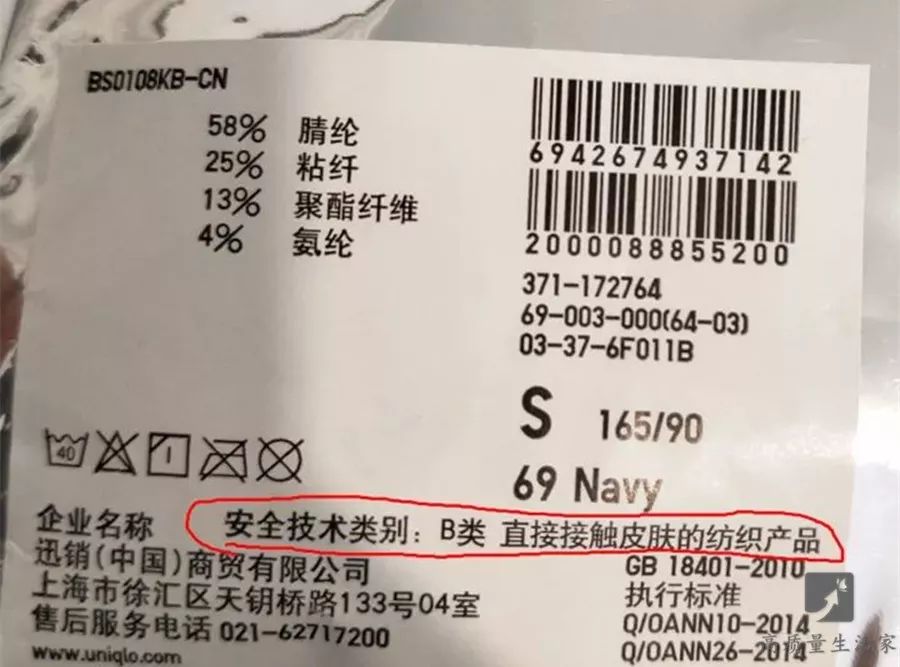 BS0108KB-CN
58% 腈纶
25% 粘纤
13% 聚酯纤维
4% 氨纶
6942674937142
2000088855200
371-172764
69-003-000(64-03)
03-37-6F011B
S 165/90
69 Navy
40
安全技术类别：B类 直接接触皮肤的纺织产品
企业名称
迅销(中国)商贸有限公司
上海市徐汇区天钥桥路133号04室
售后服务电话 021-62717200
www.uniqlo.com
GB 18401-2010
执行标准
Q/OANN10-2014
Q/OANN26-2014
高质量生活家